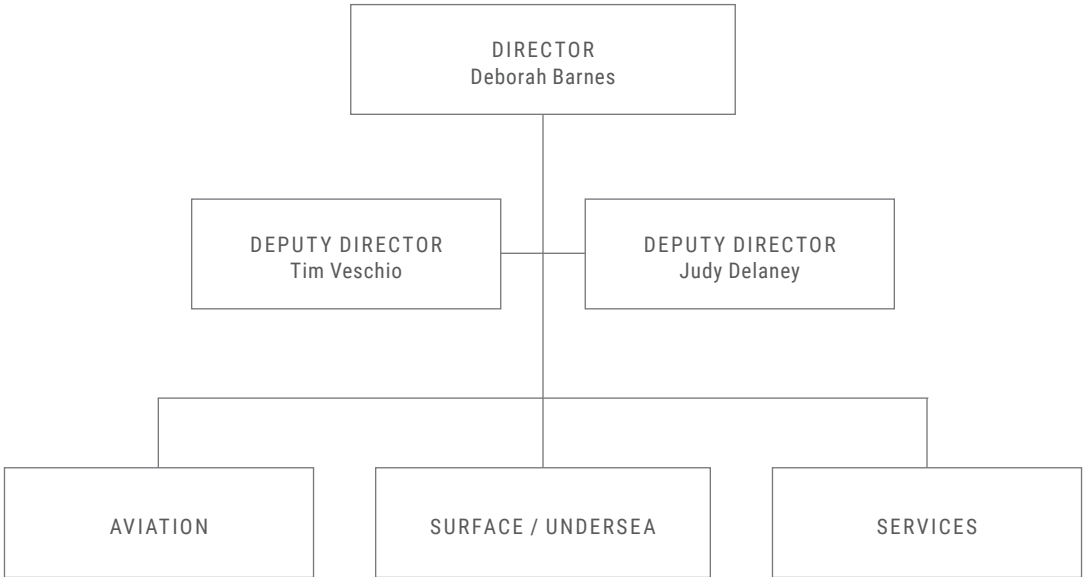 DIRECTOR
Deborah Barnes
DEPUTY DIRECTOR
Tim Veschio
DEPUTY DIRECTOR
Judy Delaney
AVIATION
SURFACE / UNDERSEA
SERVICES